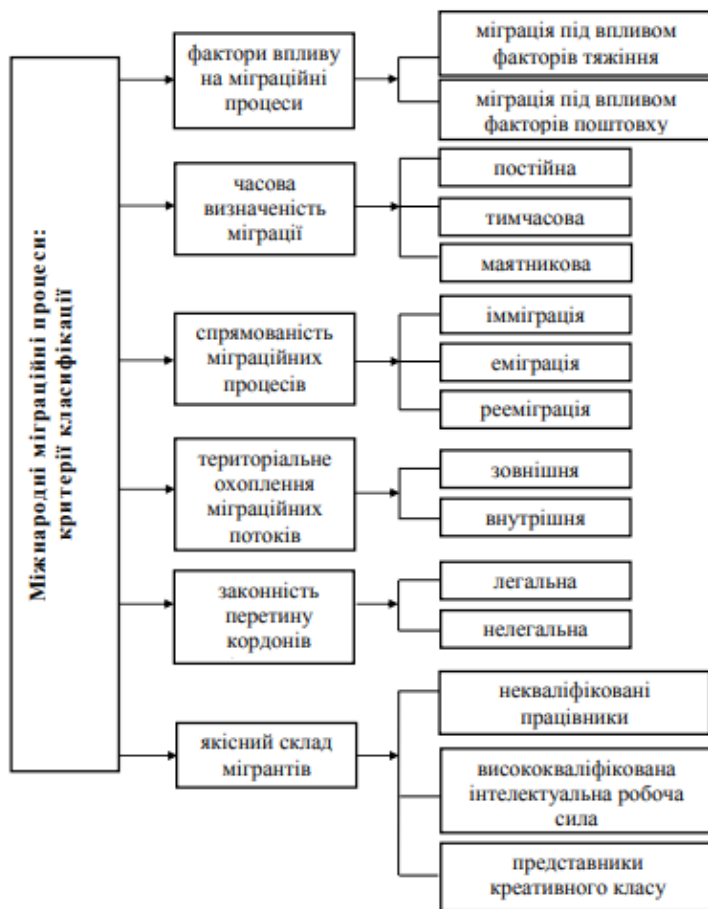 Міжнародні міграційні процеси:
критерії класифікації
фактори впливу
на міграційні
процеси
міграція під впливом
факторів тяжіння
міграція під впливом
факторів поштовху
часова
визначеність
міграції
постійна
тимчасова
маятникова
спрямованість
міграційних
процесів
імміграція
еміграція
рееміграція
територіальне
охоплення
міграційних
потоків
зовнішня
внутрішня
законність
перетину
кордонів
легальна
нелегальна
якісний склад
мігрантів
некваліфіковані
працівники
висококваліфікована
інтелектуальна робоча
сила
представники
креативного класу